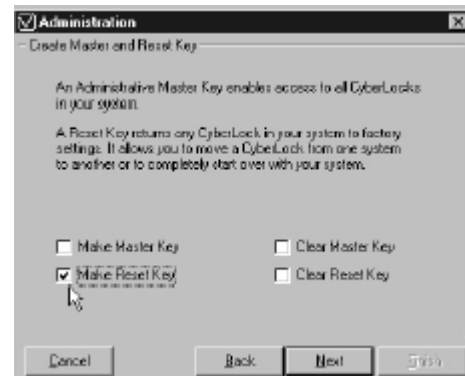 Administration
Create Master and Reset Key
An Administrative Master Key enables access to all CyberLocks
in your system.
A Reset Key returns any CyberLock in your system to factory
settings. It allows you to move a CyberLock from one system
to another or to completely start over with your system.
Make Master Key
Clear Master Key
Make Reset Key
Clear Reset Key
Cancel
Back
Next
Finish